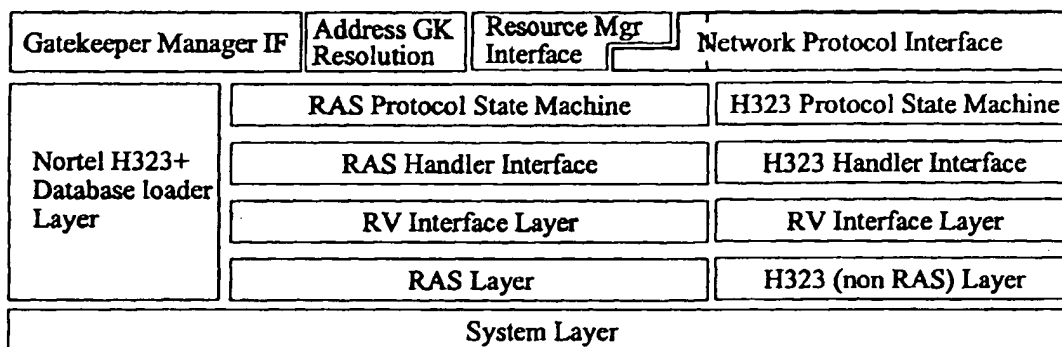 Gatekeeper Manager IF
Address GK
Resolution
Resource Mgr
Interface
Network Protocol Interface
RAS Protocol State Machine
H323 Protocol State Machine
Nortel H323+
Database loader
Layer
RAS Handler Interface
H323 Handler Interface
RV Interface Layer
RV Interface Layer
RAS Layer
H323 (non RAS) Layer
System Layer